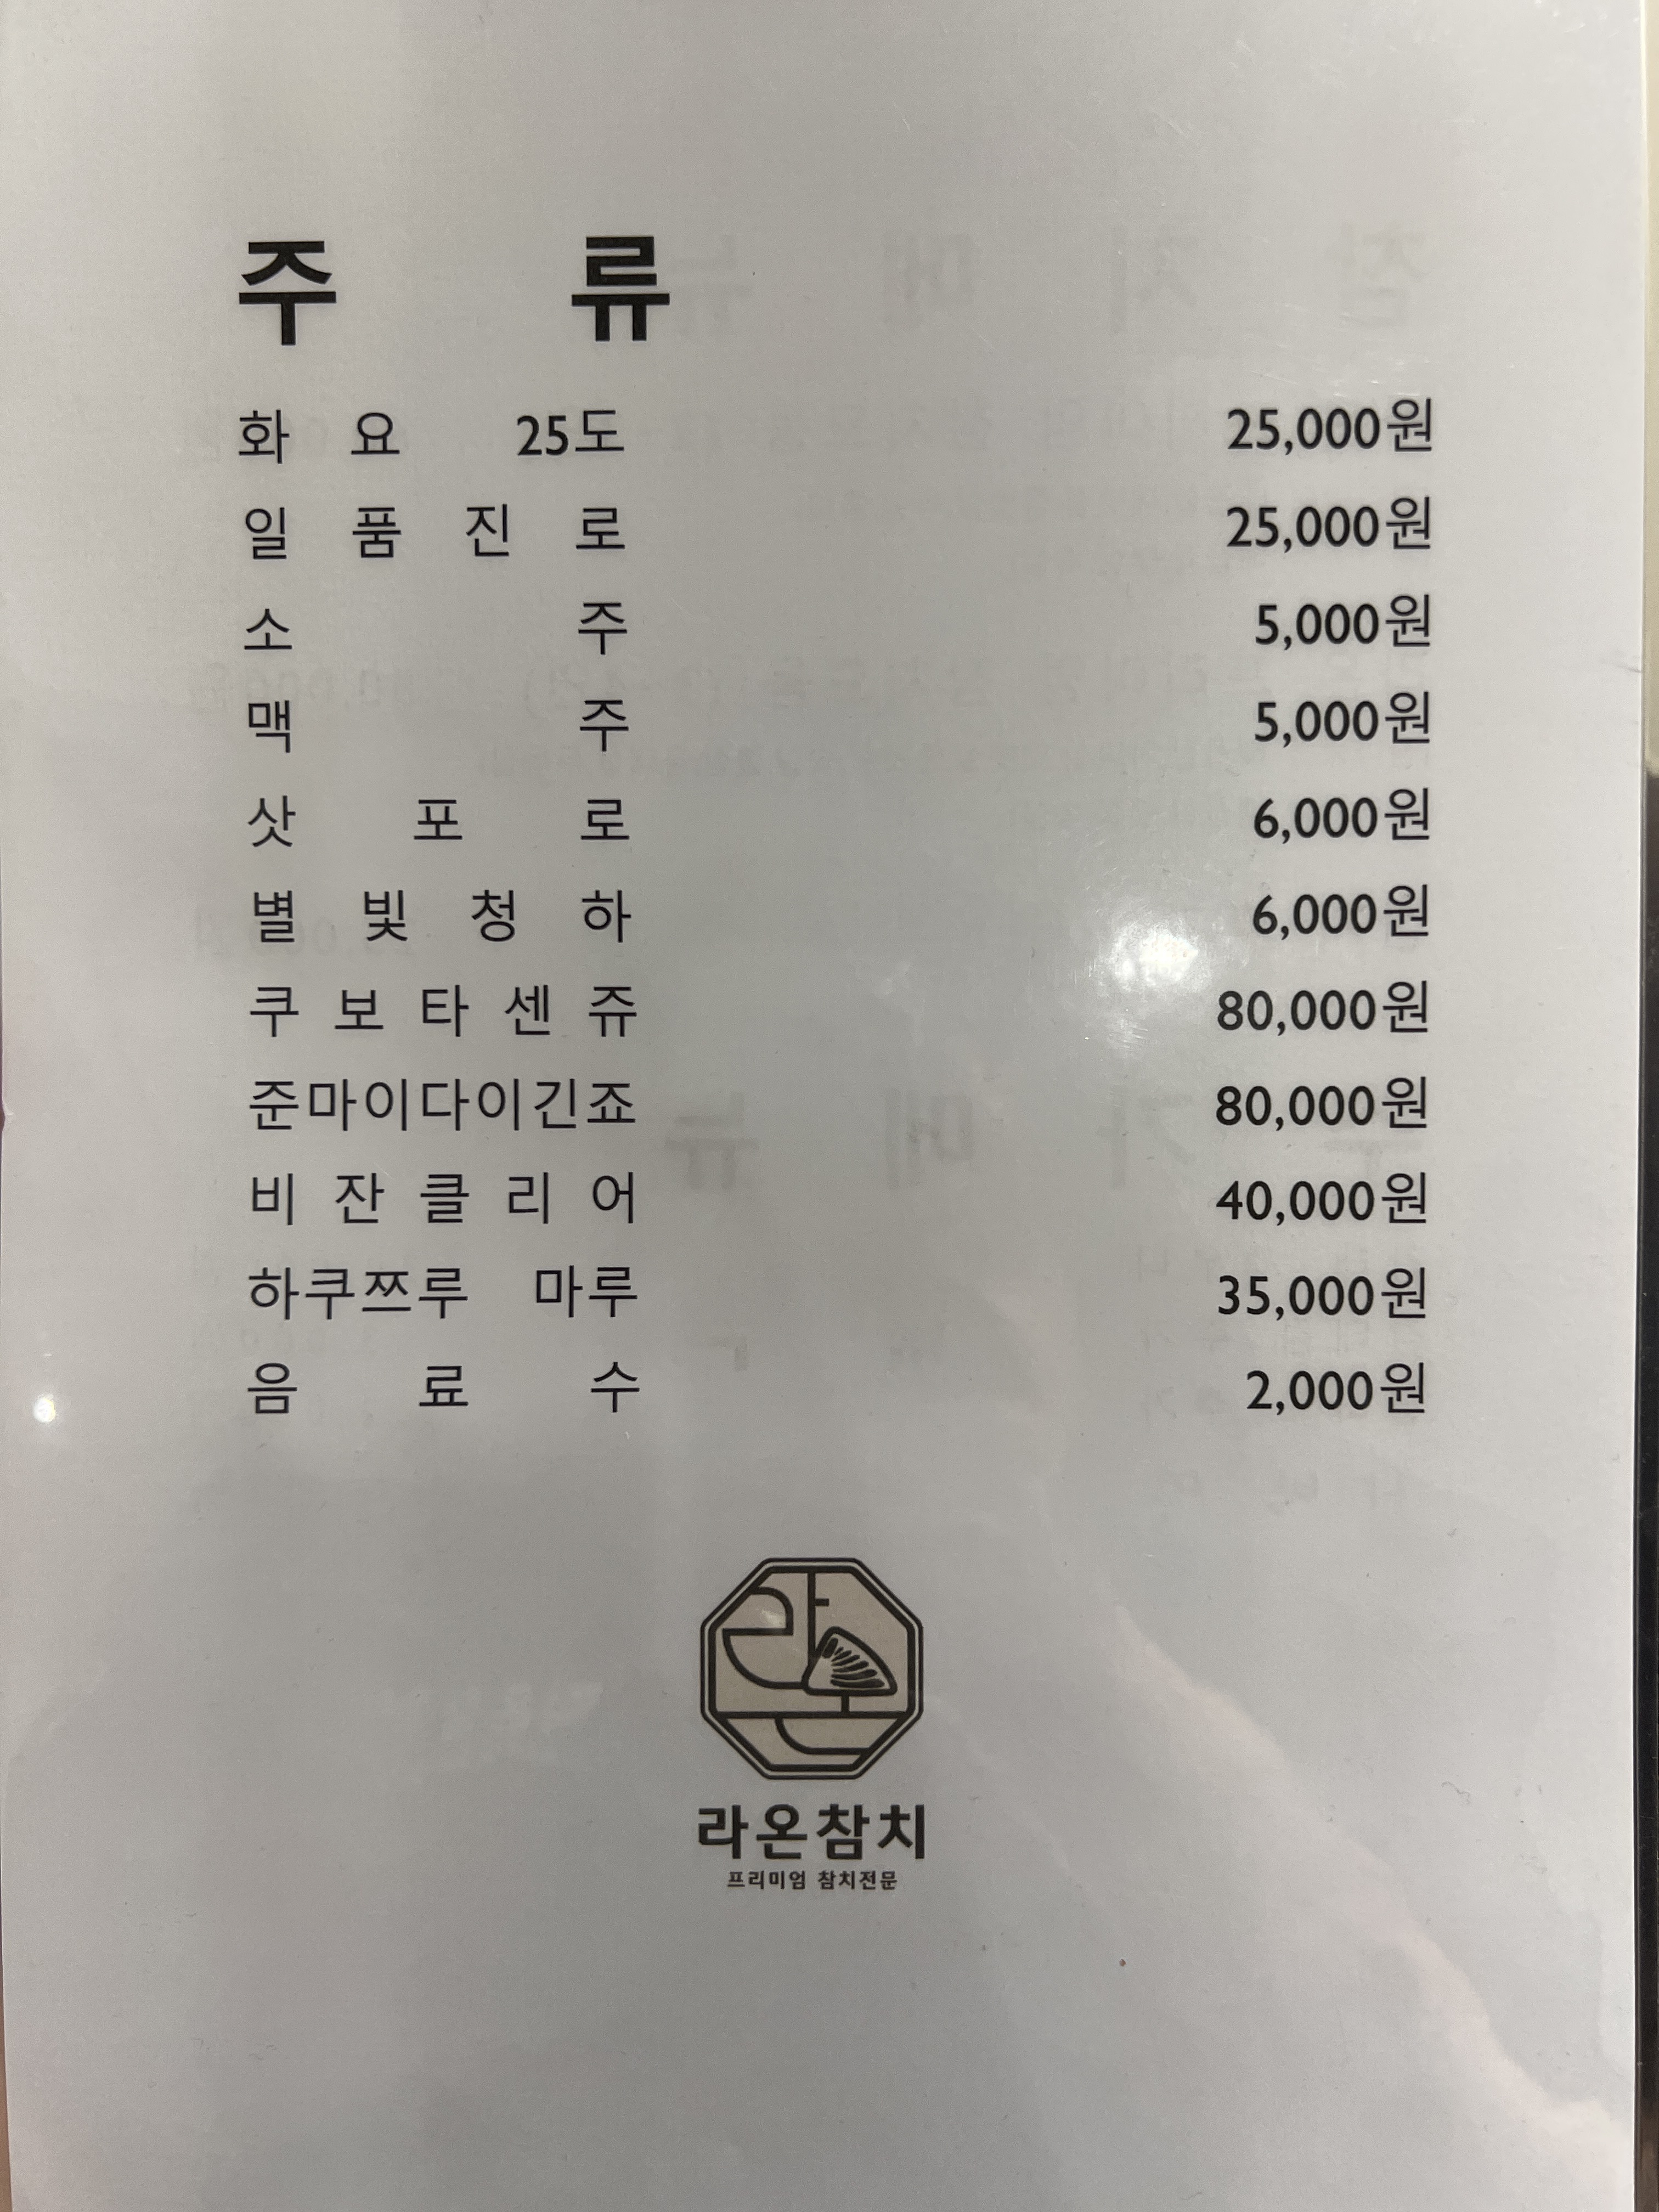 주 류
화 요 25도 25,000원
일 품 진 로 25,000원
소 주 5,000원
맥 주 5,000원
삿 포 로 6,000원
별 빛 청 하 6,000원
쿠 보 타 센 쥬 80,000원
준마이다이긴죠 80,000원
비 잔 클 리 어 40,000원
하쿠쯔루 마루 35,000원
음 료 수 2,000원
라온참치
프리미엄 참치전문